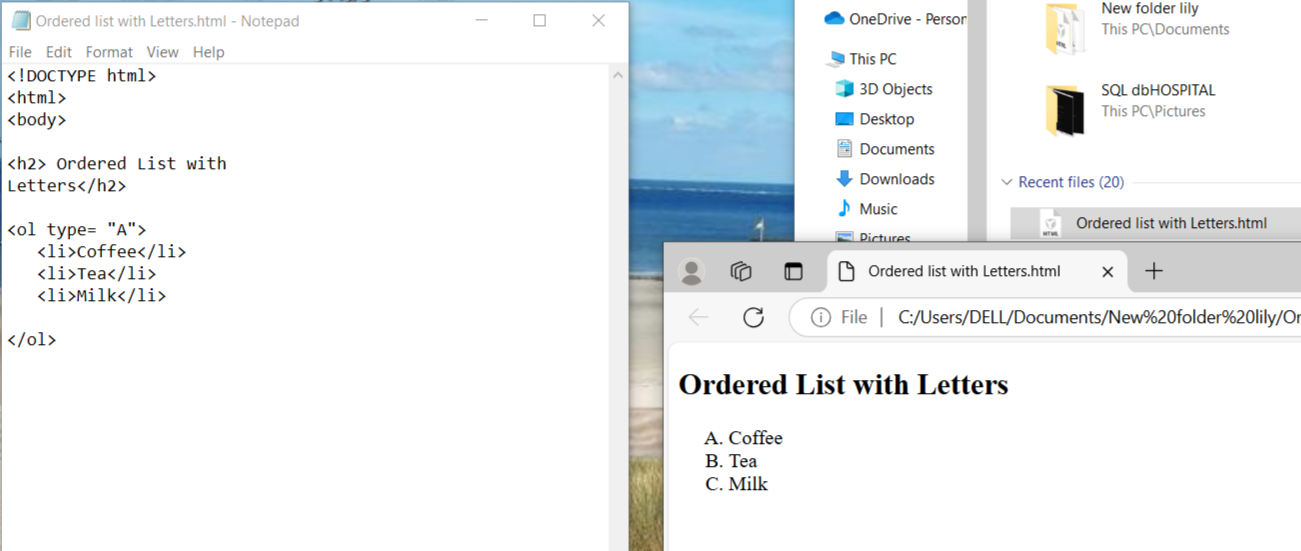 Ordered list with Letters.html - Notepad
File Edit Format View Help
<!DOCTYPE html>
<html>
<body>
<h2> Ordered List with
Letters</h2>
<ol type= "A">
<li>Coffee</li>
<li>Tea</li>
<li>Milk</li>
</ol>
OneDrive - Person
This PC
3D Objects
Desktop
Documents
Downloads
Music
Pictures
New folder lily
This PC\Documents
SQL dbHOSPITAL
This PC\Pictures
Recent files (20)
HTML
Ordered list with Letters.html
Ordered list with Letters.html
File | C:/Users/DELL/Documents/New%20folder%20lily/Or
Ordered List with Letters
A. Coffee
B. Tea
C. Milk